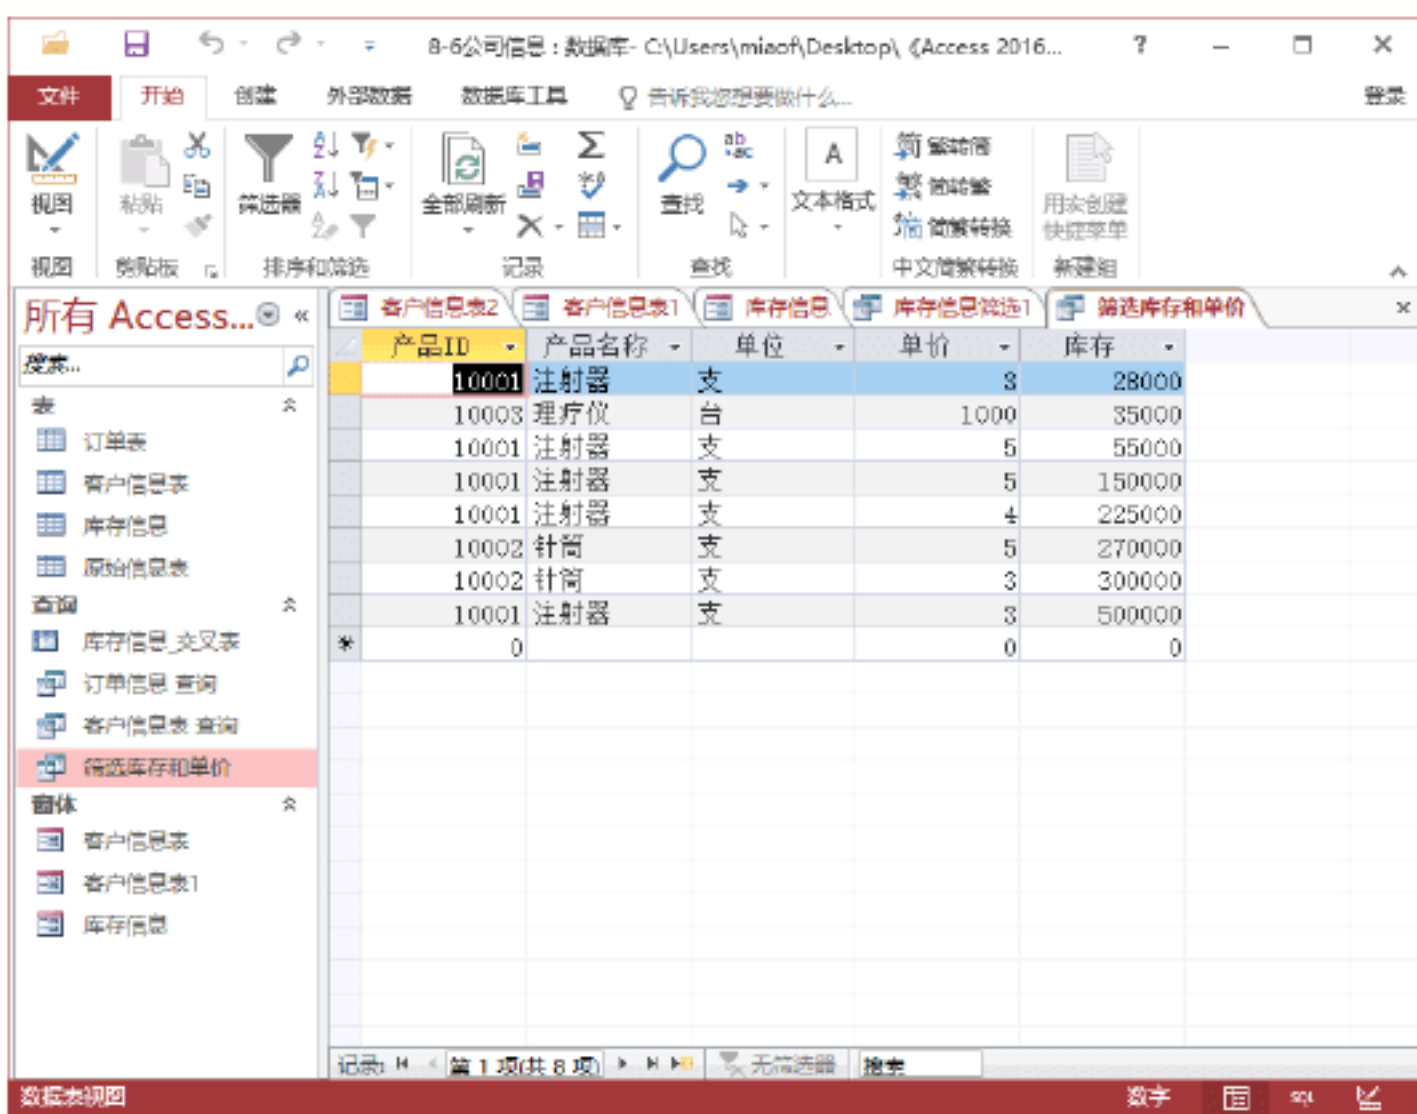 8-6公司信息 : 数据库- C:\Users\miaof\Desktop\《Access 2016... ?
文件 开始 创建 外部数据 数据库工具 告诉我您想要做什么... 登录
视图 粘贴 筛选器 全部刷新 查找 文本格式 繁转简 简转繁 简繁转换 用宏创建快捷菜单
视图 剪贴板 排序和筛选 记录 查找 中文简繁转换 新建组
所有 Access... «
搜索...
表
订单表
客户信息表
库存信息
原始信息表
查询
库存信息_交叉表
订单信息 查询
客户信息表 查询
筛选库存和单价
窗体
客户信息表
客户信息表1
库存信息
客户信息表2 客户信息表1 库存信息 库存信息筛选1 筛选库存和单价
产品ID 产品名称 单位 单价 库存
10001 注射器 支 3 28000
10003 理疗仪 台 1000 35000
10001 注射器 支 5 55000
10001 注射器 支 5 150000
10001 注射器 支 4 225000
10002 针筒 支 5 270000
10002 针筒 支 3 300000
10001 注射器 支 3 500000
* 0 0 0
记录: 第 1 项(共 8 项) 无筛选器 搜索
数据表视图 数字 SQL